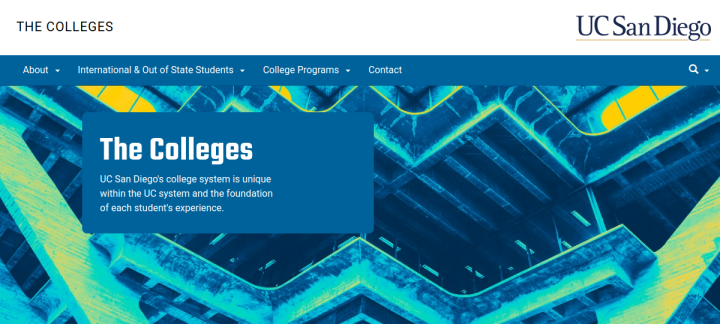 THE COLLEGES
UC San Diego
About
International & Out of State Students
College Programs
Contact
The Colleges
UC San Diego's college system is unique
within the UC system and the foundation
of each student's experience.